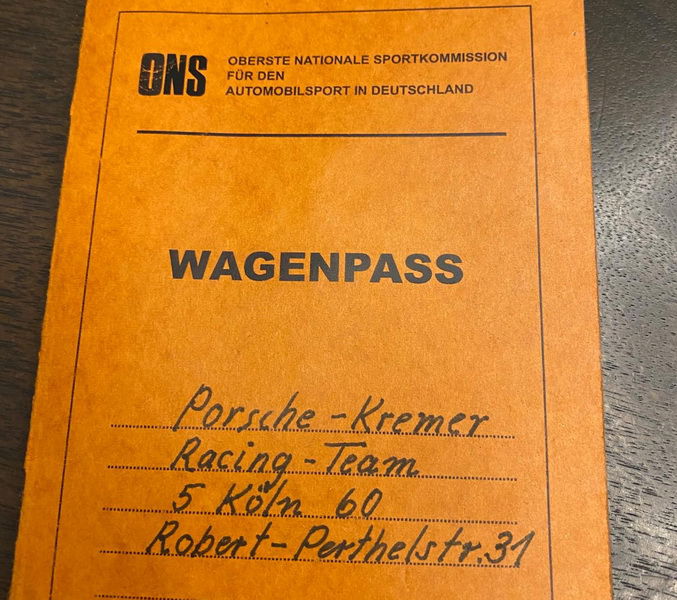 ONS
OBERSTE NATIONALE SPORTKOMMISSION
FÜR DEN
AUTOMOBILSPORT IN DEUTSCHLAND
WAGENPASS
Porsche-Kremer
Racing-Team
5 Köln 60
Robert-Perthelstr.31